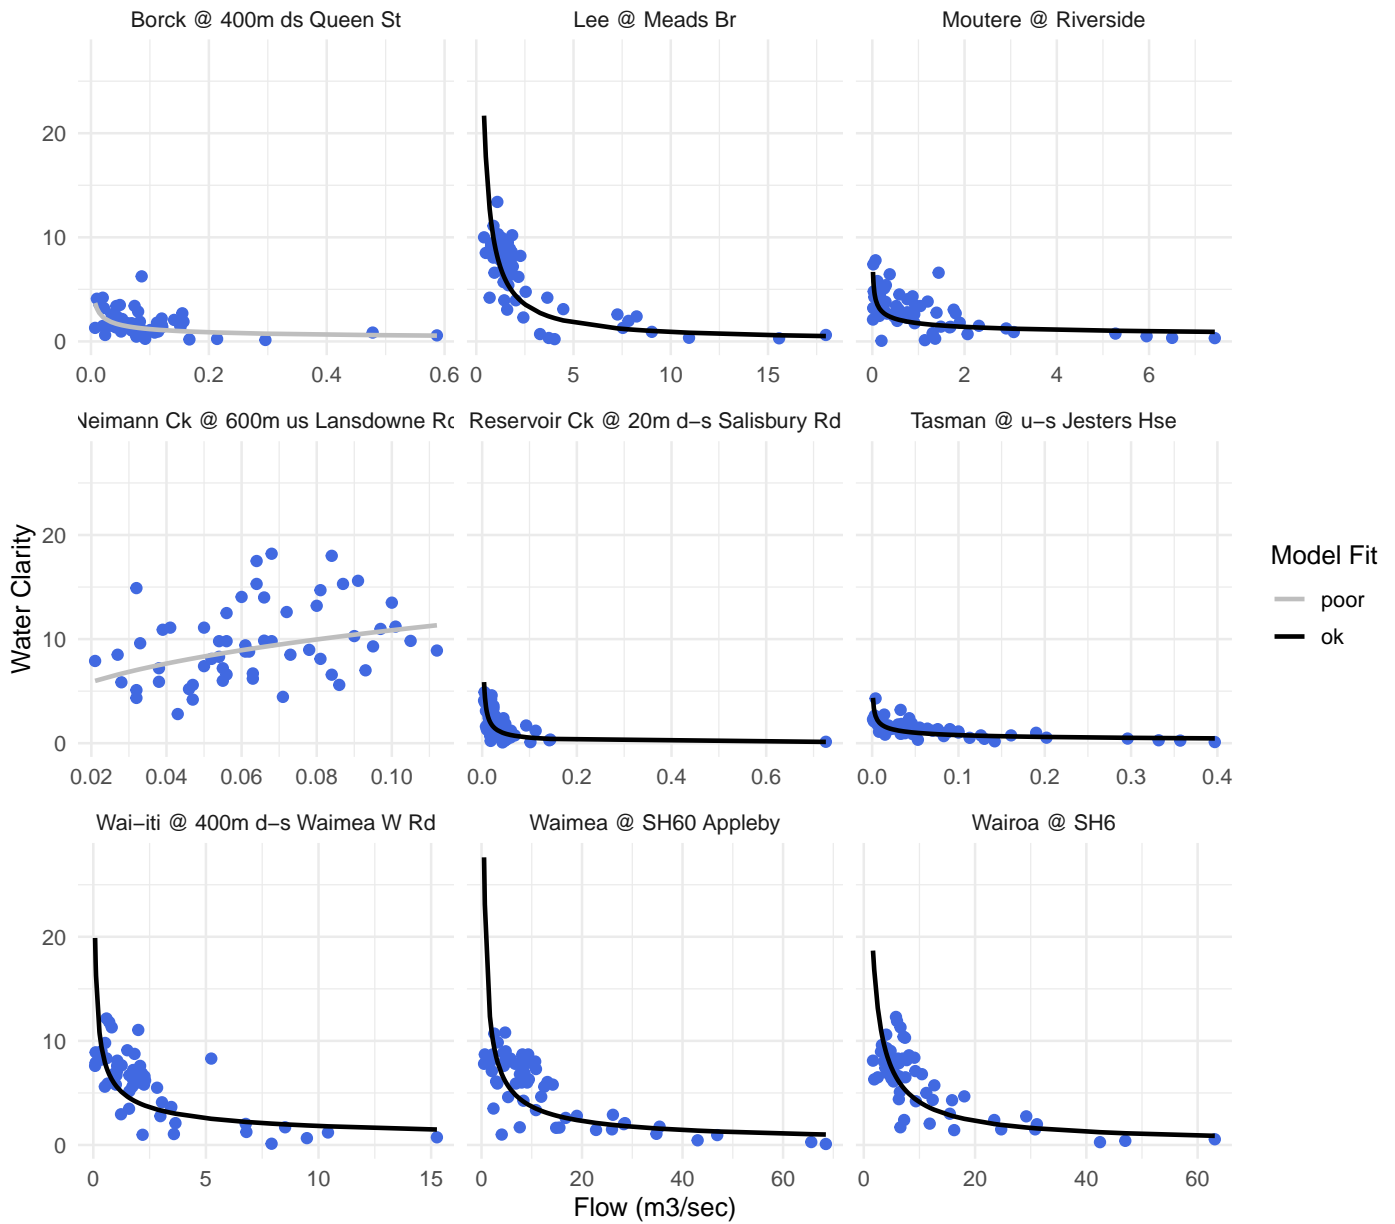 Borck @ 400m ds Queen St
Lee @ Meads Br
Moutere @ Riverside
20
10
0
0.0 0.2 0.4 0.6
0 5 10 15
0 2 4 6
Neimann Ck @ 600m us Lansdowne Rd
Reservoir Ck @ 20m d−s Salisbury Rd
Tasman @ u−s Jesters Hse
20
10
0
0.02 0.04 0.06 0.08 0.10
0.0 0.2 0.4 0.6
0.0 0.1 0.2 0.3 0.4
Wai−iti @ 400m d−s Waimea W Rd
Waimea @ SH60 Appleby
Wairoa @ SH6
20
10
0
0 5 10 15
0 20 40 60
0 20 40 60
Flow (m3/sec)
Water Clarity
Model Fit
poor
ok